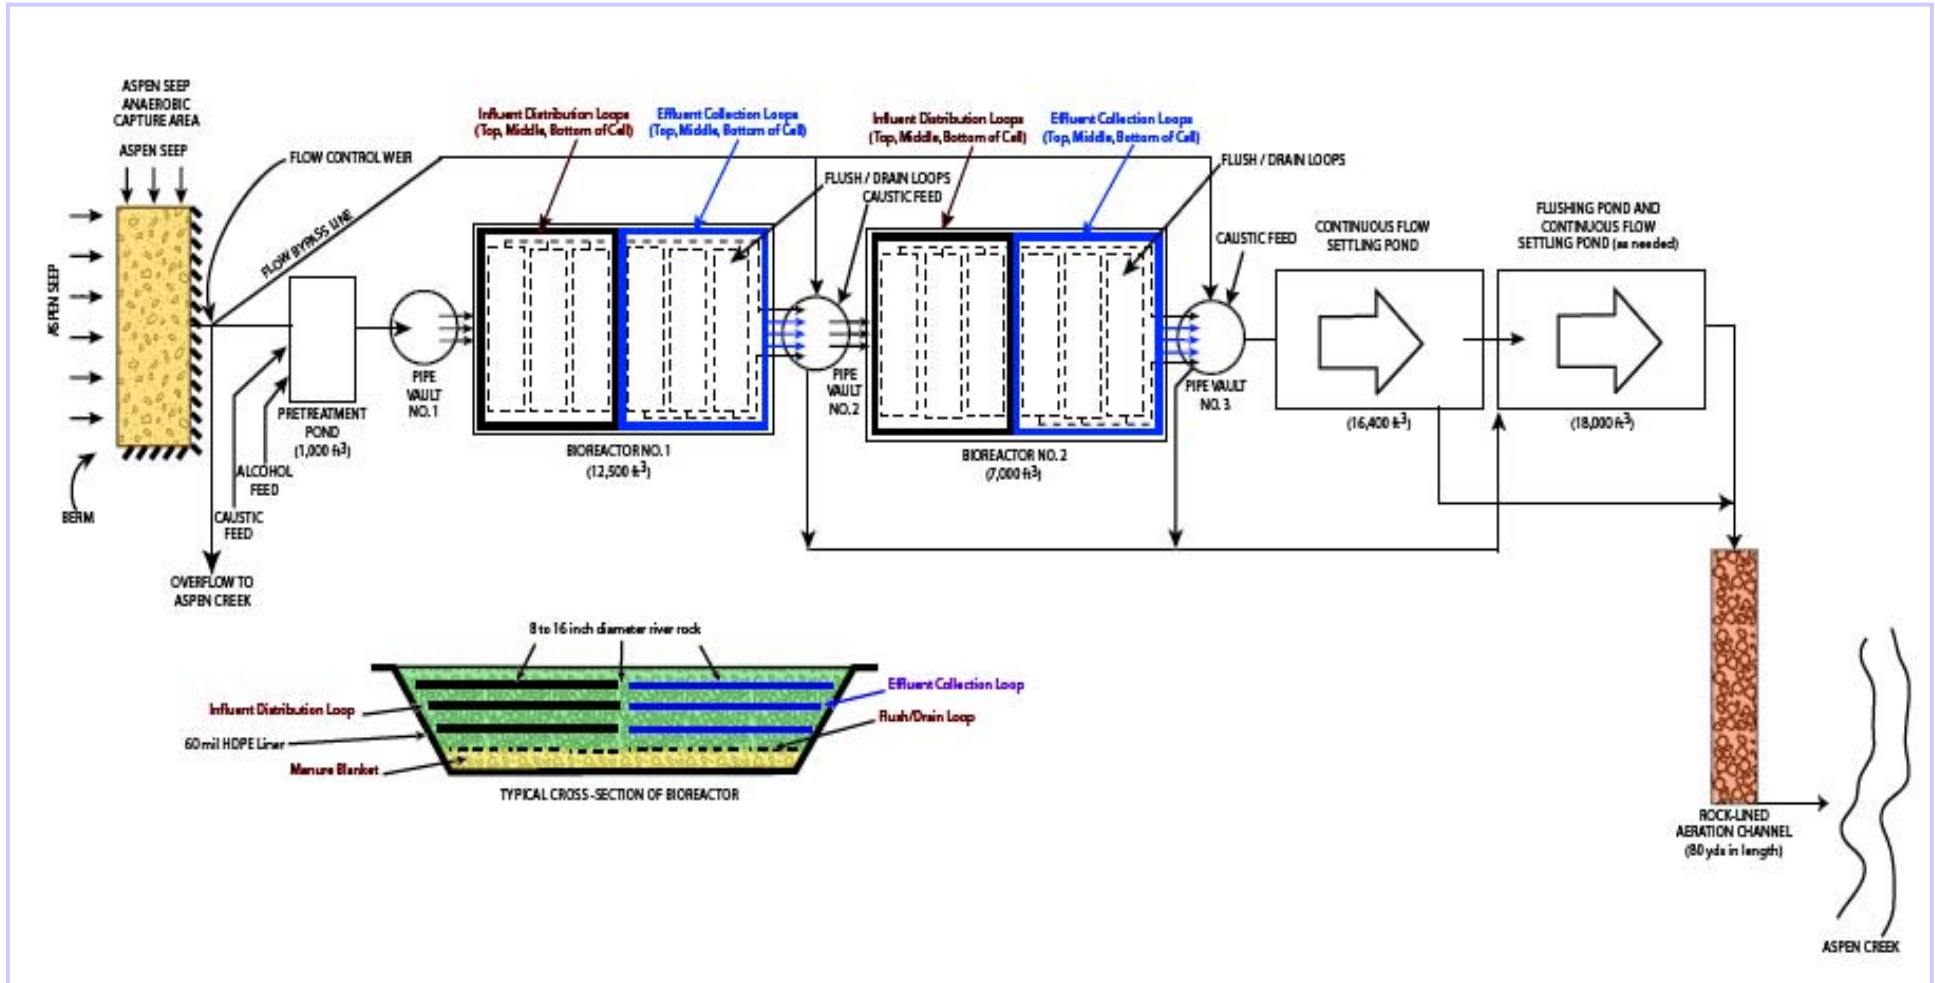 ASPEN SEEP
ANAEROBIC
CAPTURE AREA
ASPEN SEEP
ASPEN SEEP
BERM
FLOW CONTROL WEIR
FLOW BYPASS LINE
PRETREATMENT
POND
(1,000 ft³)
ALCOHOL
FEED
CAUSTIC
FEED
OVERFLOW TO
ASPEN CREEK
PIPE
VAULT
NO. 1
Influent Distribution Loops
(Top, Middle, Bottom of Cell)
Effluent Collection Loops
(Top, Middle, Bottom of Cell)
FLUSH / DRAIN LOOPS
CAUSTIC FEED
BIOREACTOR NO. 1
(12,500 ft³)
PIPE
VAULT
NO. 2
Influent Distribution Loops
(Top, Middle, Bottom of Cell)
Effluent Collection Loops
(Top, Middle, Bottom of Cell)
FLUSH / DRAIN LOOPS
CAUSTIC FEED
BIOREACTOR NO. 2
(7,000 ft³)
PIPE VAULT
NO. 3
CONTINUOUS FLOW
SETTLING POND
(16,400 ft³)
FLUSHING POND AND
CONTINUOUS FLOW
SETTLING POND (as needed)
(18,000 ft³)
8 to 16 inch diameter river rock
Influent Distribution Loop
60 mil HDPE Liner
Manure Blanket
Effluent Collection Loop
Flush/Drain Loop
TYPICAL CROSS-SECTION OF BIOREACTOR
ROCK-LINED
AERATION CHANNEL
(80 yds in length)
ASPEN CREEK